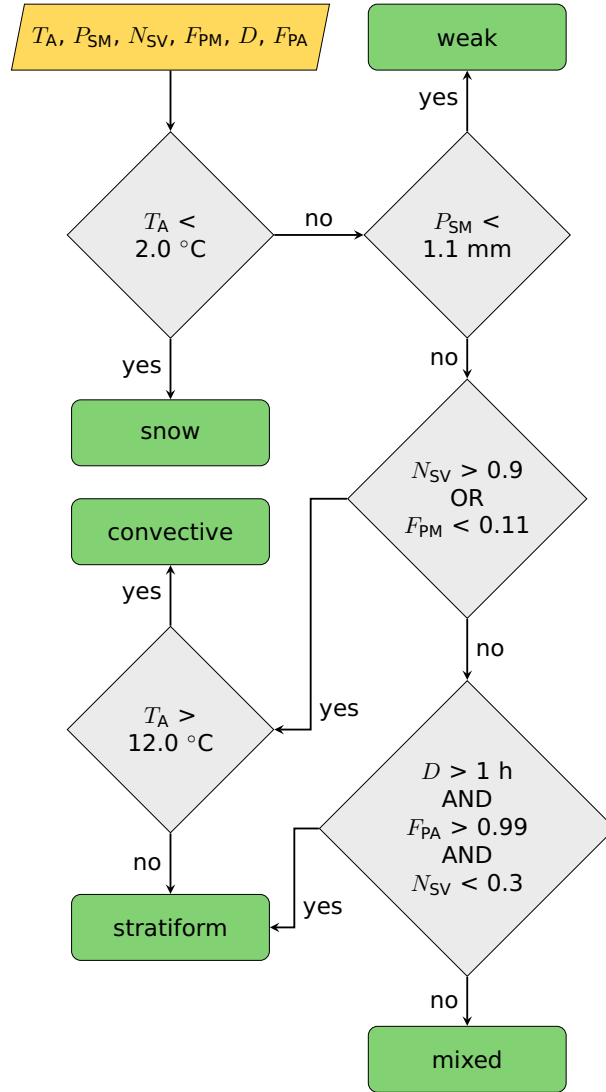 T_A, P_SM, N_SV, F_PM, D, F_PA
weak
yes
T_A <
2.0 °C
no
P_SM <
1.1 mm
yes
no
snow
N_SV > 0.9
OR
F_PM < 0.11
convective
yes
no
T_A >
12.0 °C
yes
D > 1 h
AND
F_PA > 0.99
AND
N_SV < 0.3
no
yes
stratiform
no
mixed